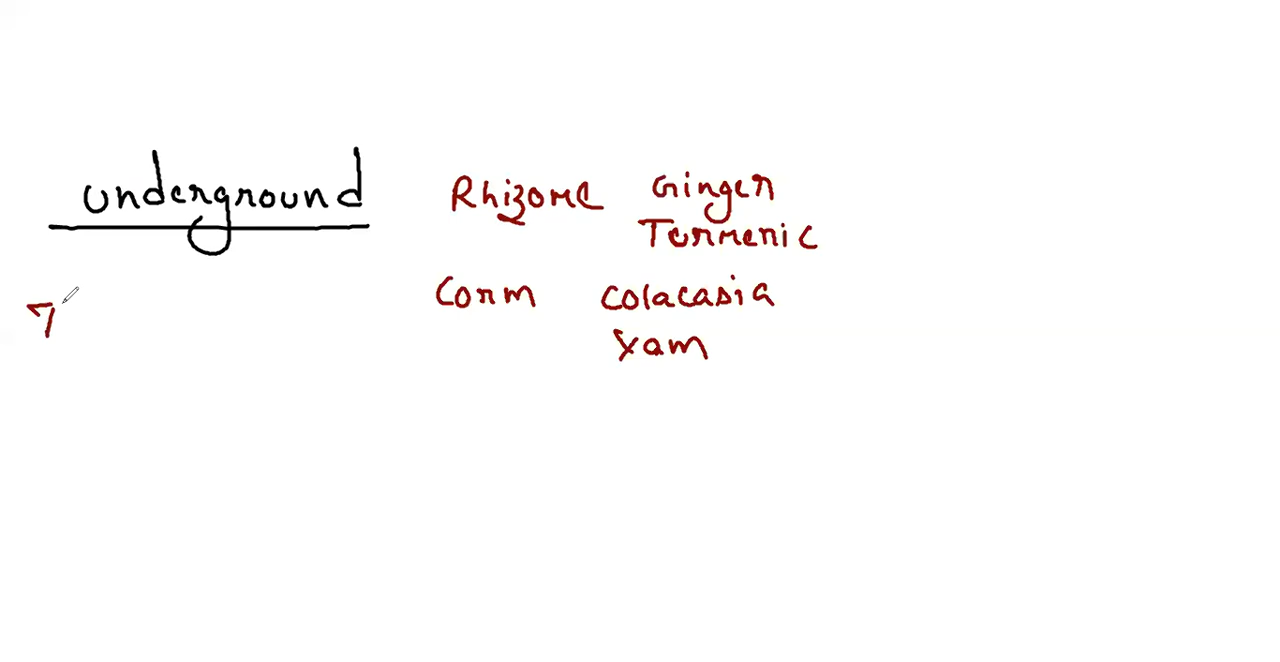 underground
Rhizome Ginger
Turmeric
Corm Colacasia
Yam